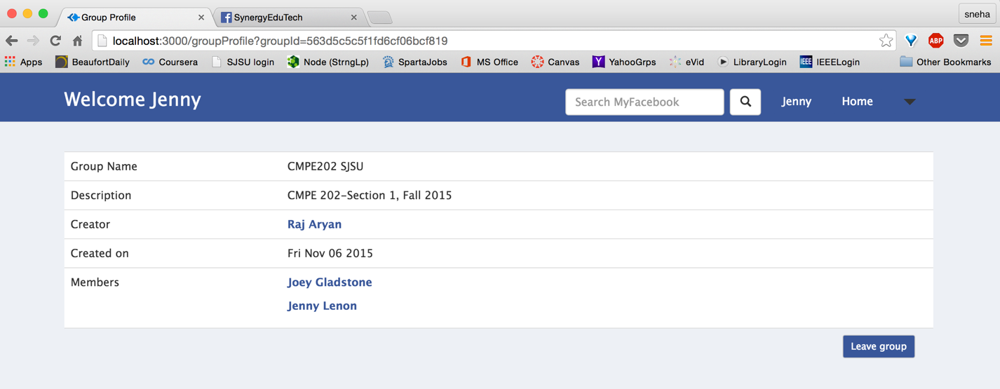 Group Profile SynergyEduTech sneha
localhost:3000/groupProfile?groupId=563d5c5c5f1fd6cf06bcf819 ABP
Apps BeaufortDaily Coursera SJSU login Node (StrngLp) SpartaJobs MS Office Canvas YahooGrps eVid LibraryLogin IEEE IEEELogin Other Bookmarks
Welcome Jenny Search MyFacebook Jenny Home
Group Name CMPE202 SJSU
Description CMPE 202-Section 1, Fall 2015
Creator Raj Aryan
Created on Fri Nov 06 2015
Members Joey Gladstone
Jenny Lenon
Leave group